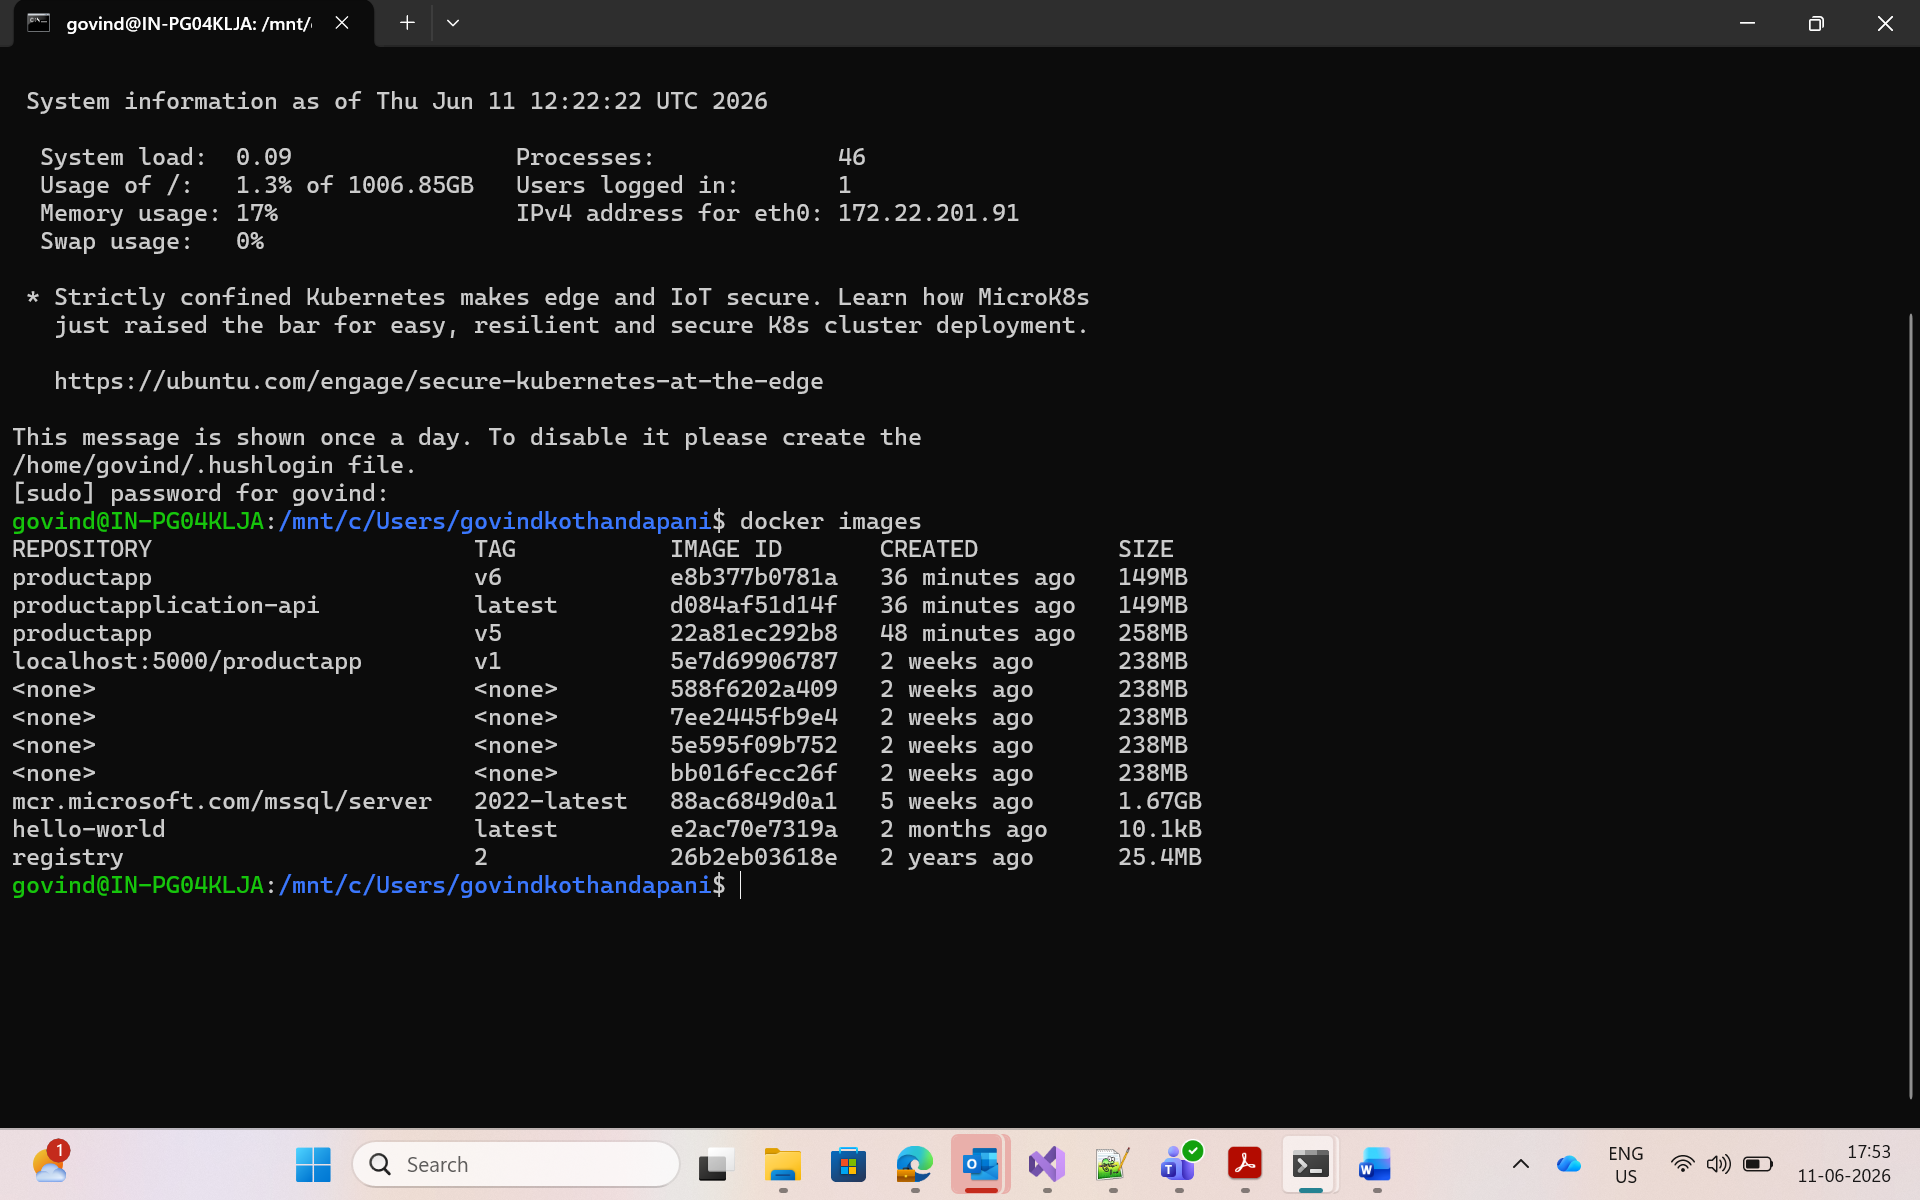 govind@IN-PG04KLJA: /mnt/
System information as of Thu Jun 11 12:22:22 UTC 2026
System load:  0.09                Processes:             46
Usage of /:   1.3% of 1006.85GB   Users logged in:       1
Memory usage: 17%                 IPv4 address for eth0: 172.22.201.91
Swap usage:   0%
* Strictly confined Kubernetes makes edge and IoT secure. Learn how MicroK8s
just raised the bar for easy, resilient and secure K8s cluster deployment.
https://ubuntu.com/engage/secure-kubernetes-at-the-edge
This message is shown once a day. To disable it please create the
/home/govind/.hushlogin file.
[sudo] password for govind:
govind@IN-PG04KLJA:/mnt/c/Users/govindkothandapani$ docker images
REPOSITORY                       TAG           IMAGE ID       CREATED          SIZE
productapp                       v6            e8b377b0781a   36 minutes ago   149MB
productapplication-api           latest        d084af51d14f   36 minutes ago   149MB
productapp                       v5            22a81ec292b8   48 minutes ago   258MB
localhost:5000/productapp        v1            5e7d69906787   2 weeks ago      238MB
<none>                           <none>        588f6202a409   2 weeks ago      238MB
<none>                           <none>        7ee2445fb9e4   2 weeks ago      238MB
<none>                           <none>        5e595f09b752   2 weeks ago      238MB
<none>                           <none>        bb016fecc26f   2 weeks ago      238MB
mcr.microsoft.com/mssql/server   2022-latest   88ac6849d0a1   5 weeks ago      1.67GB
hello-world                      latest        e2ac70e7319a   2 months ago     10.1kB
registry                         2             26b2eb03618e   2 years ago      25.4MB
govind@IN-PG04KLJA:/mnt/c/Users/govindkothandapani$
1
Search
ENG
US
17:53
11-06-2026